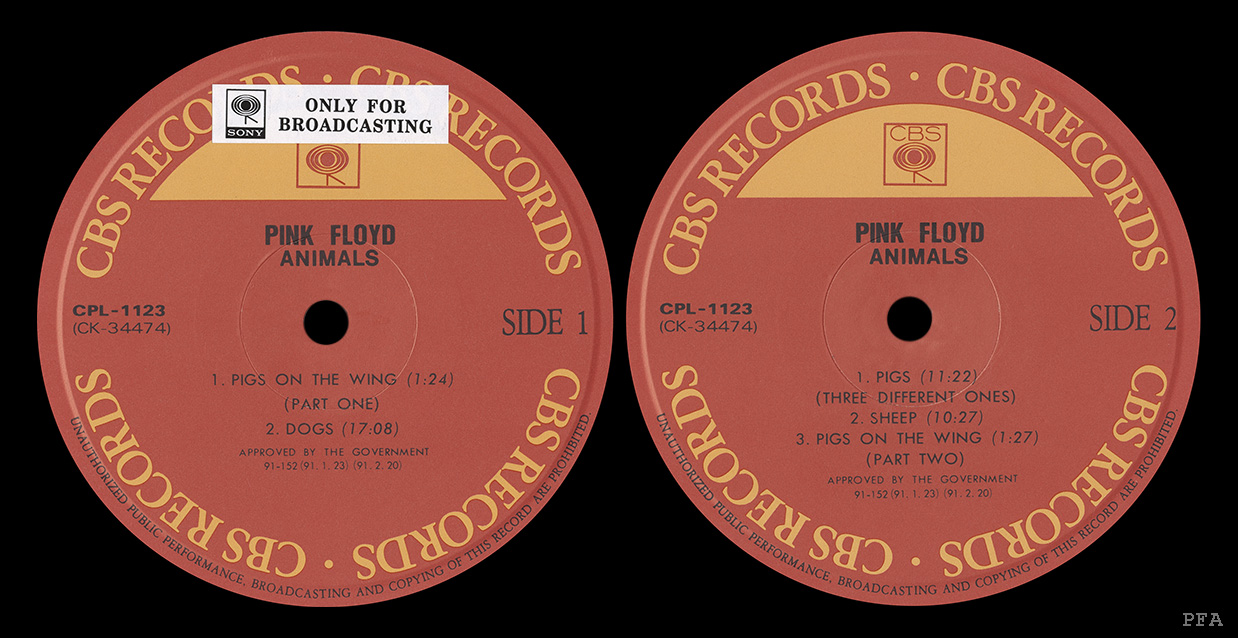 CBS RECORDS · CBS RECORDS
SONY
ONLY FOR
BROADCASTING
PINK FLOYD
ANIMALS
CPL-1123
(CK-34474)
SIDE 1
1. PIGS ON THE WING (1:24)
(PART ONE)
2. DOGS (17:08)
APPROVED BY THE GOVERNMENT
91-152 (91. 1. 23) (91. 2. 20)
CBS RECORDS · CBS RECORDS
UNAUTHORIZED PUBLIC PERFORMANCE, BROADCASTING AND COPYING OF THIS RECORD ARE PROHIBITED.
CBS RECORDS · CBS RECORDS
CBS
PINK FLOYD
ANIMALS
CPL-1123
(CK-34474)
SIDE 2
1. PIGS (11:22)
(THREE DIFFERENT ONES)
2. SHEEP (10:27)
3. PIGS ON THE WING (1:27)
(PART TWO)
APPROVED BY THE GOVERNMENT
91-152 (91. 1. 23) (91. 2. 20)
CBS RECORDS · CBS RECORDS
UNAUTHORIZED PUBLIC PERFORMANCE, BROADCASTING AND COPYING OF THIS RECORD ARE PROHIBITED.
PFA